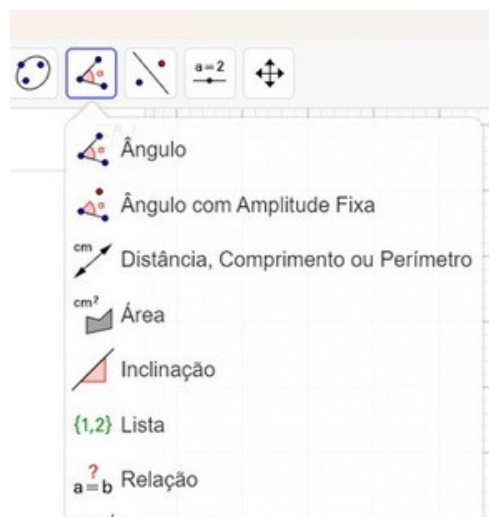 a=2
Ângulo
Ângulo com Amplitude Fixa
cm
Distância, Comprimento ou Perímetro
cm²
Área
Inclinação
{1,2} Lista
?
a=b Relação